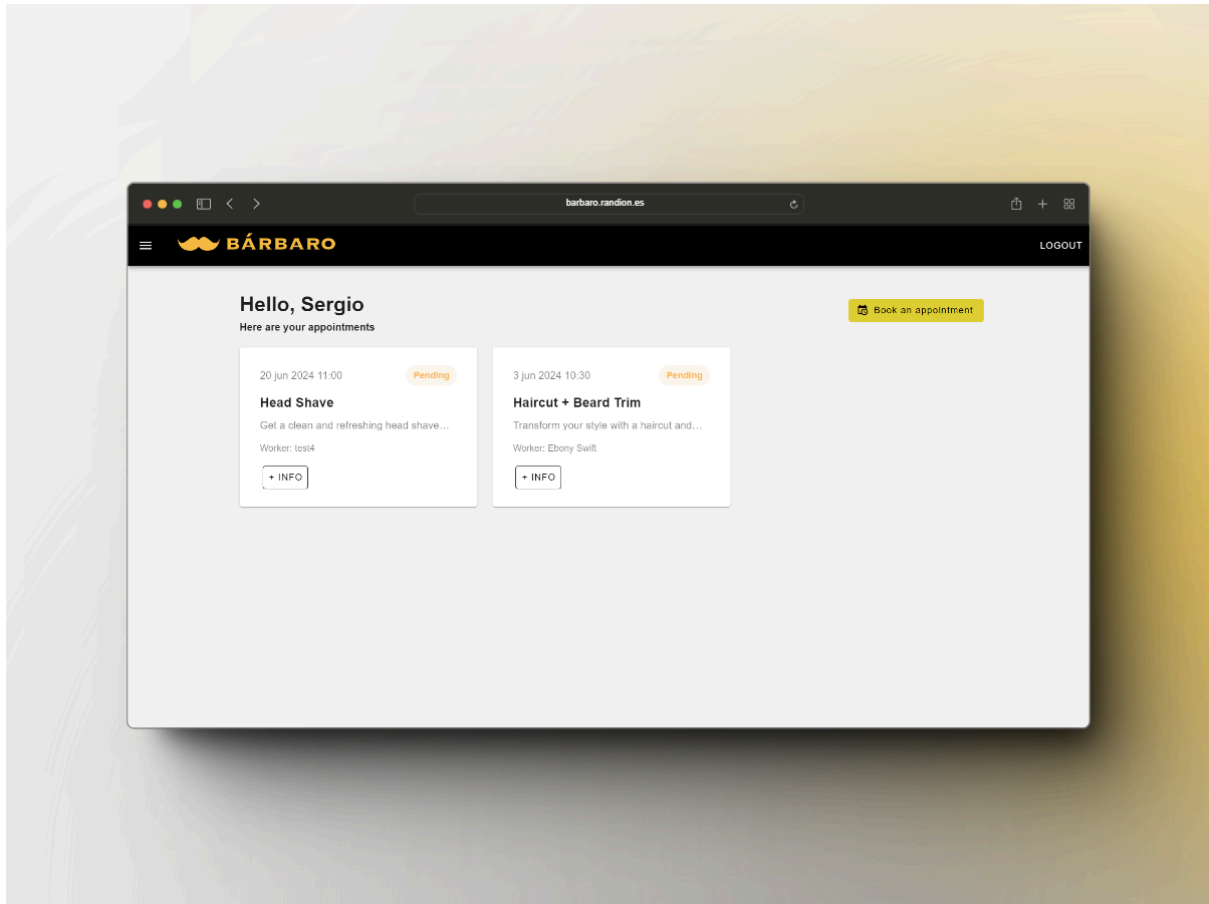 barbaro.randion.es
BÁRBARO
LOGOUT
Hello, Sergio
Here are your appointments
Book an appointment
20 jun 2024 11:00
Pending
Head Shave
Get a clean and refreshing head shave...
Worker: test4
+ INFO
3 jun 2024 10:30
Pending
Haircut + Beard Trim
Transform your style with a haircut and...
Worker: Ebony Swift
+ INFO